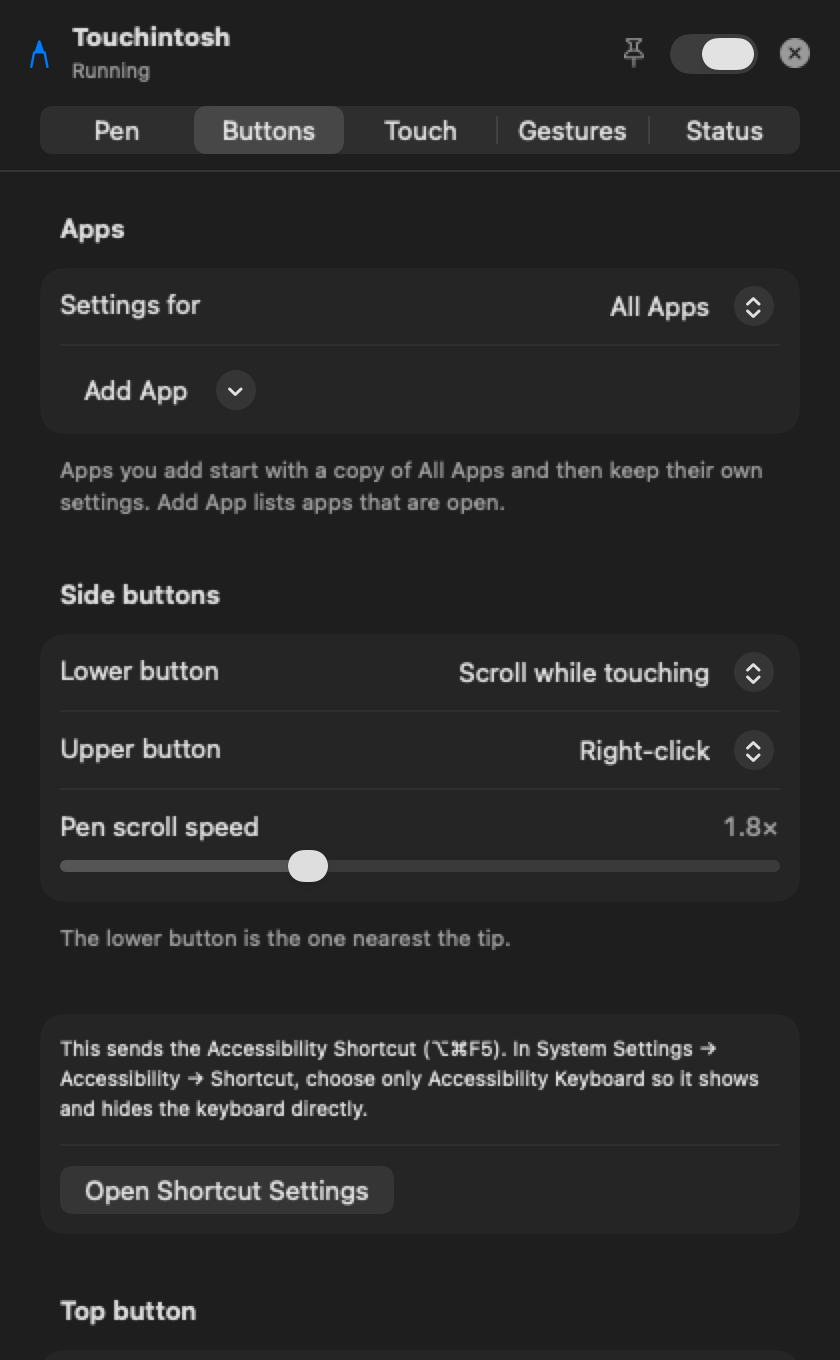 Touchintosh
Running
Pen Buttons Touch Gestures Status
Apps
Settings for All Apps
Add App
Apps you add start with a copy of All Apps and then keep their own
settings. Add App lists apps that are open.
Side buttons
Lower button Scroll while touching
Upper button Right-click
Pen scroll speed 1.8×
The lower button is the one nearest the tip.
This sends the Accessibility Shortcut (⌥⌘F5). In System Settings →
Accessibility → Shortcut, choose only Accessibility Keyboard so it shows
and hides the keyboard directly.
Open Shortcut Settings
Top button